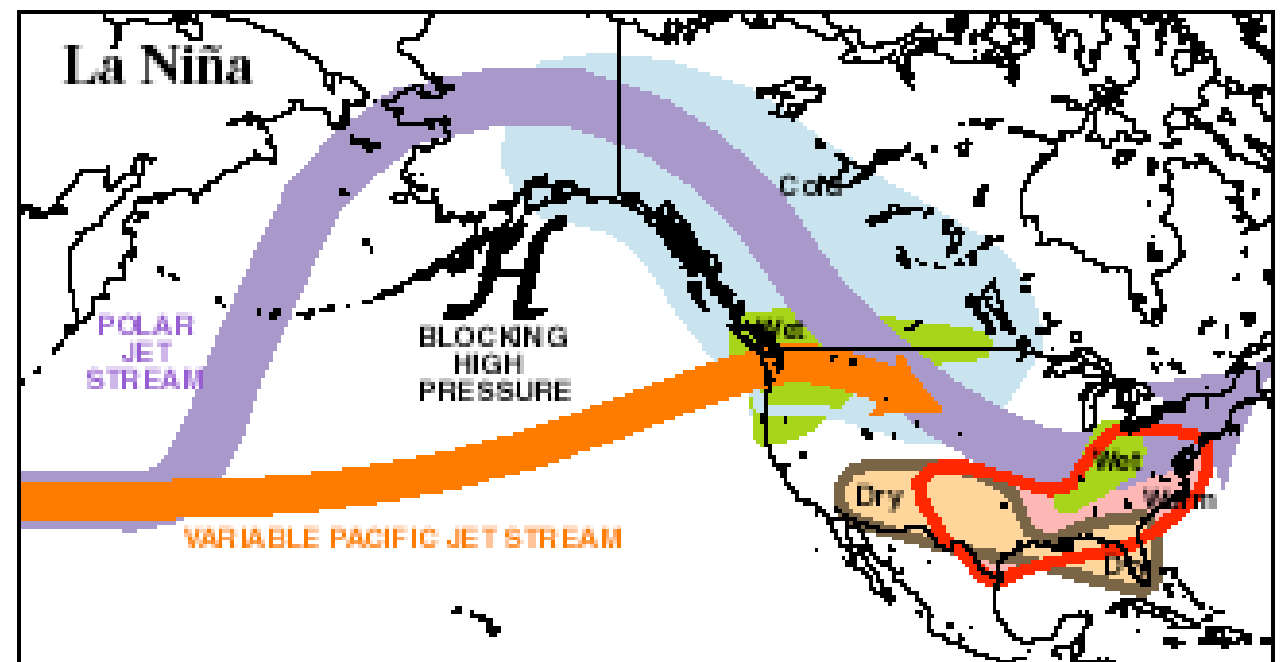 La Niña
Cold
H
POLAR
JET
STREAM
BLOCKING
HIGH
PRESSURE
Wet
Wet
Dry
Warm
VARIABLE PACIFIC JET STREAM
Dry